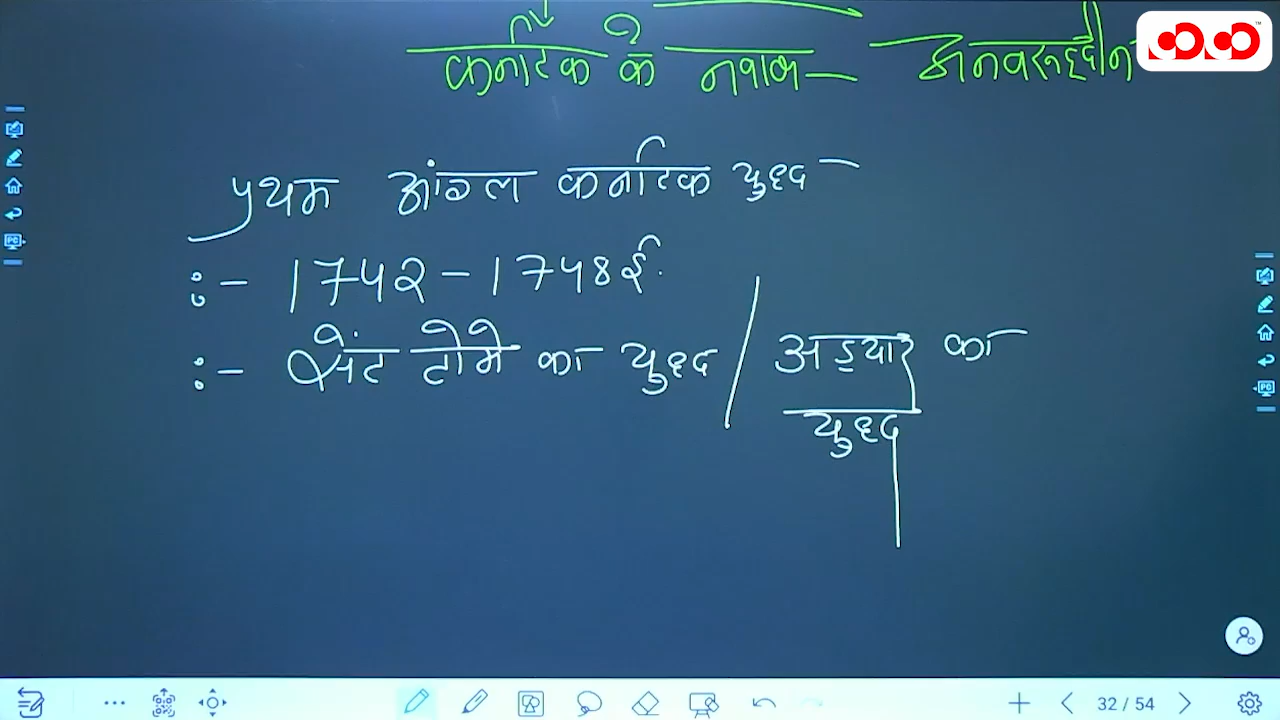 कर्नाटक के नवाब — अनवरुद्दीन
प्रथम आंग्ल कर्नाटक युध्द –
:- 1742 - 1748 ई.
:- सेंट टोमे का युध्द / अड्यार का
युध्द
32 / 54